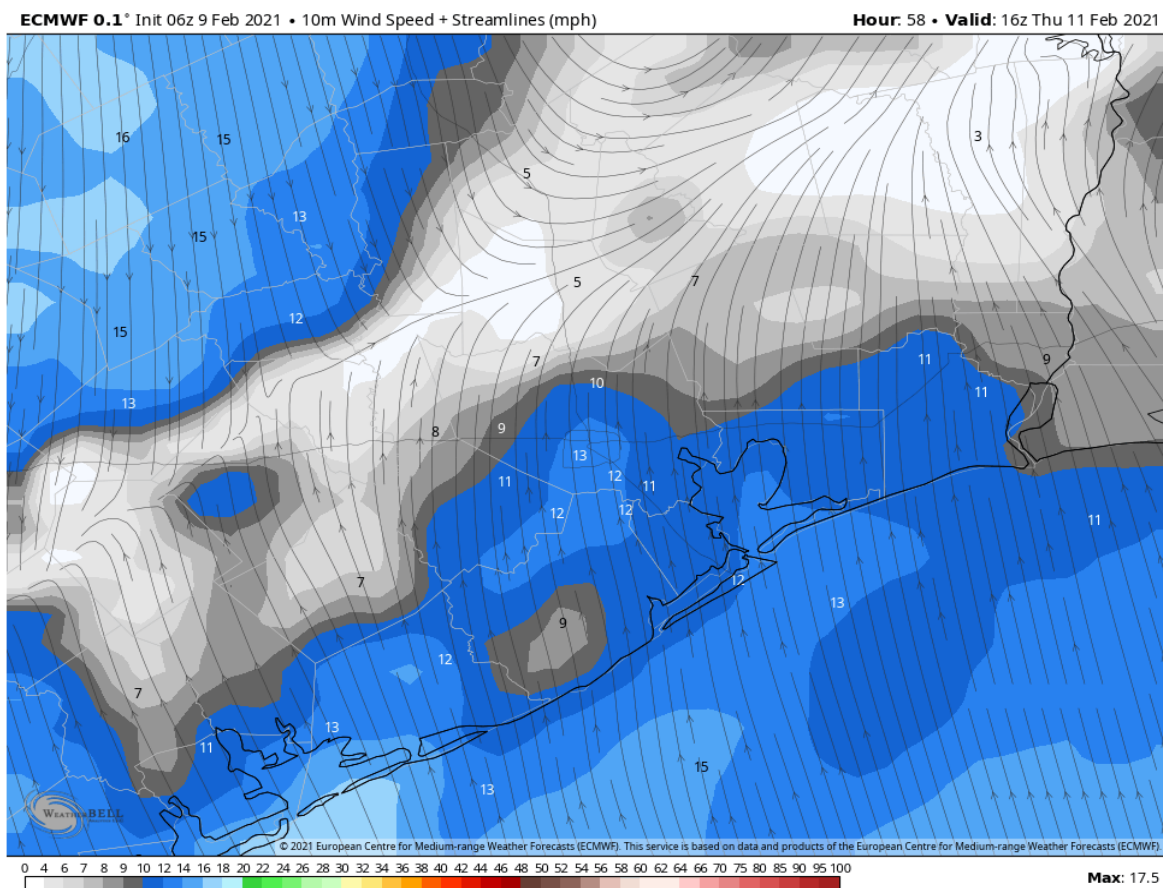 ECMWF 0.1° Init 06z 9 Feb 2021 • 10m Wind Speed + Streamlines (mph) Hour: 58 • Valid: 16z Thu 11 Feb 2021
16 15 3
5
13
15
5 7
15 12
7 11 9
10 11
13
8 9
13
11 12 11
12 12 11
7 12
13
9
12
7
13
11
15
13
WEATHERBELL
© 2021 European Centre for Medium-range Weather Forecasts (ECMWF). This service is based on data and products of the European Centre for Medium-range Weather Forecasts (ECMWF).
0 4 6 7 8 9 10 12 14 16 18 20 22 24 26 28 30 32 34 36 38 40 42 44 46 48 50 52 54 56 58 60 62 64 66 70 75 80 85 90 95 100
Max: 17.5